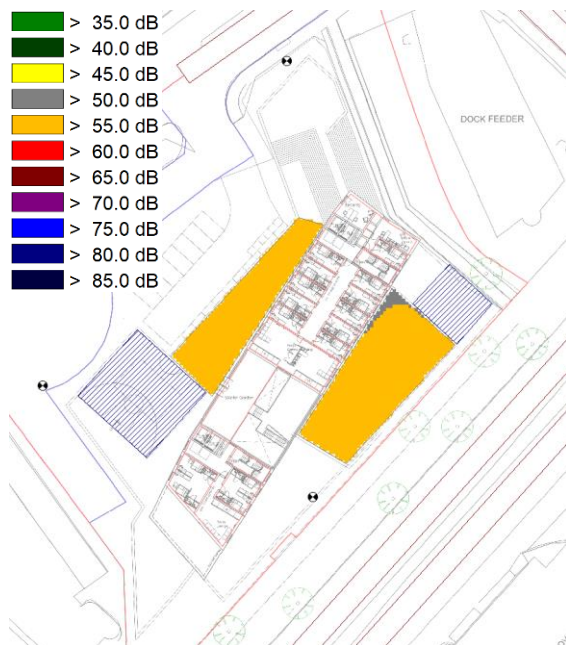 > 35.0 dB
> 40.0 dB
> 45.0 dB
> 50.0 dB
> 55.0 dB
> 60.0 dB
> 65.0 dB
> 70.0 dB
> 75.0 dB
> 80.0 dB
> 85.0 dB
DOCK FEEDER